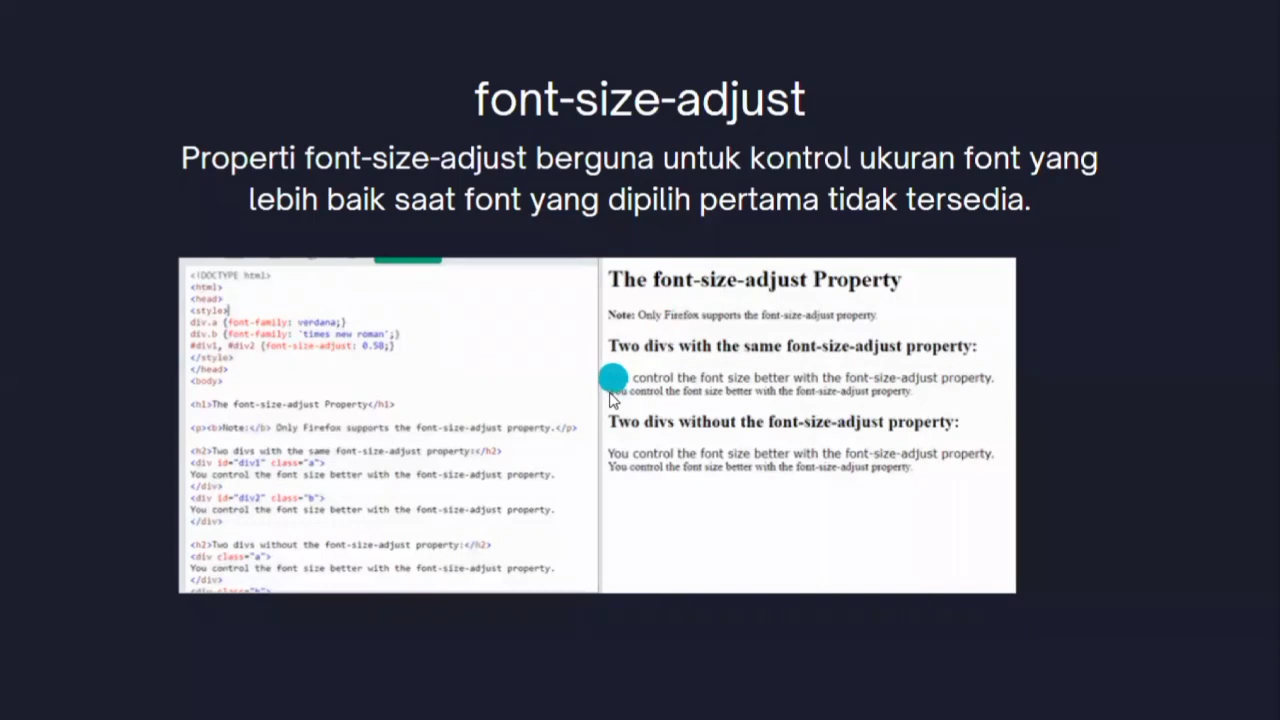 font-size-adjust
Properti font-size-adjust berguna untuk kontrol ukuran font yang
lebih baik saat font yang dipilih pertama tidak tersedia.
<!DOCTYPE html>
<html>
<head>
<style>
div.a {font-family: verdana;}
div.b {font-family: 'times new roman';}
#div1, #div2 {font-size-adjust: 0.58;}
</style>
</head>
<body>
<h1>The font-size-adjust Property</h1>
<p><b>Note:</b> Only Firefox supports the font-size-adjust property.</p>
<h2>Two divs with the same font-size-adjust property:</h2>
<div id="div1" class="a">
You control the font size better with the font-size-adjust property.
</div>
<div id="div2" class="b">
You control the font size better with the font-size-adjust property.
</div>
<h2>Two divs without the font-size-adjust property:</h2>
<div class="a">
You control the font size better with the font-size-adjust property.
</div>
<div class="b">
The font-size-adjust Property
Note: Only Firefox supports the font-size-adjust property.
Two divs with the same font-size-adjust property:
control the font size better with the font-size-adjust property.
You control the font size better with the font-size-adjust property.
Two divs without the font-size-adjust property:
You control the font size better with the font-size-adjust property.
You control the font size better with the font-size-adjust property.